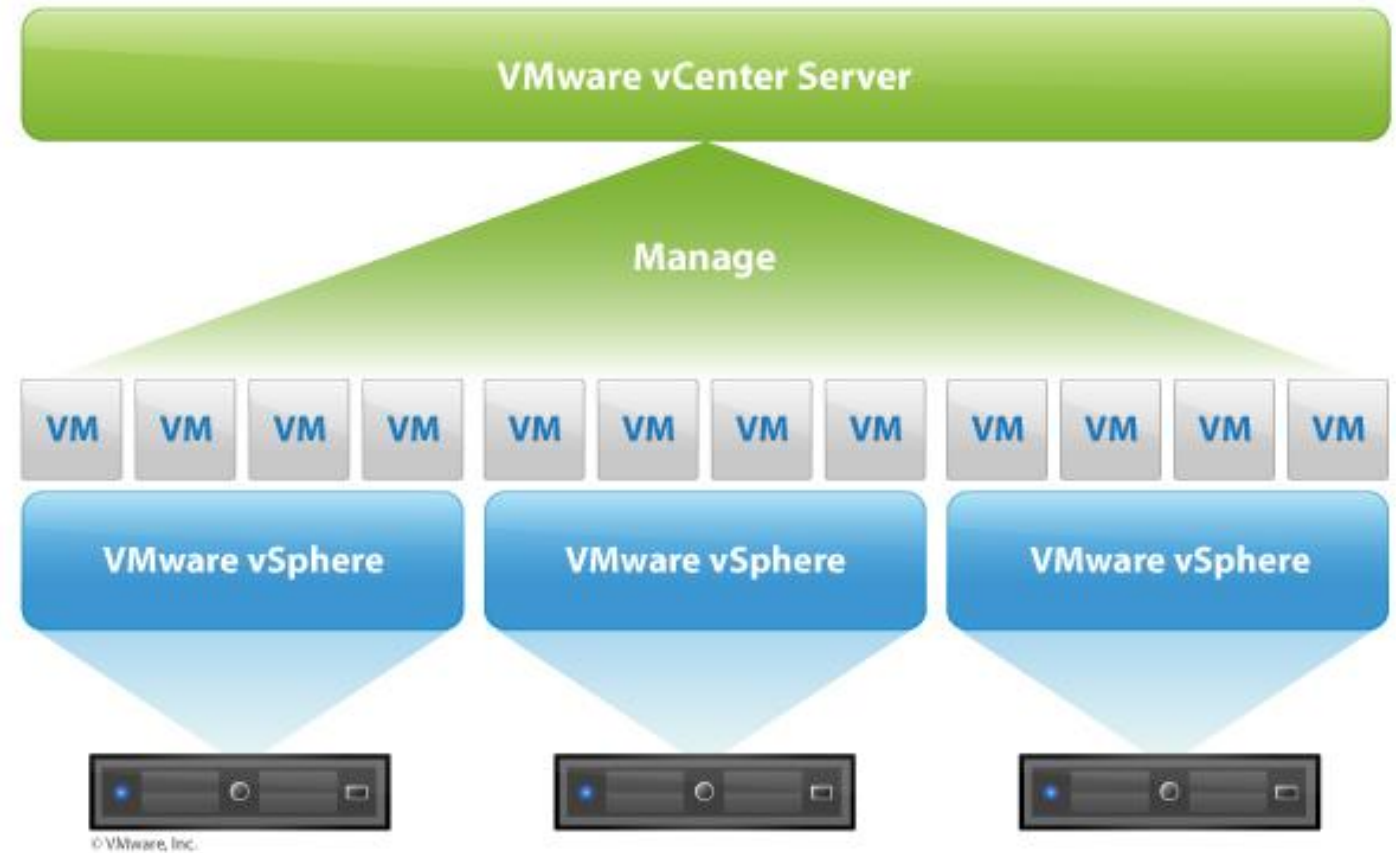 VMware vCenter Server
Manage
VM VM VM VM VM VM VM VM VM VM VM VM
VMware vSphere VMware vSphere VMware vSphere
© VMware, Inc.